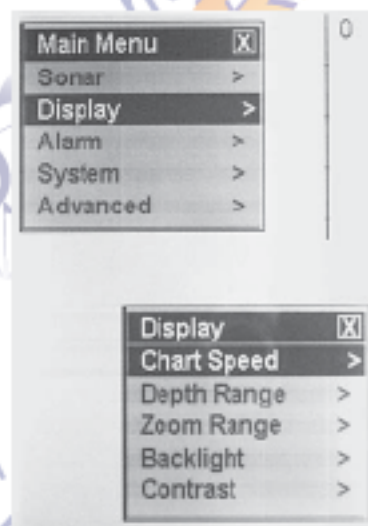 0
Main Menu X
Sonar >
Display >
Alarm >
System >
Advanced >
Display X
Chart Speed >
Depth Range >
Zoom Range >
Backlight >
Contrast >